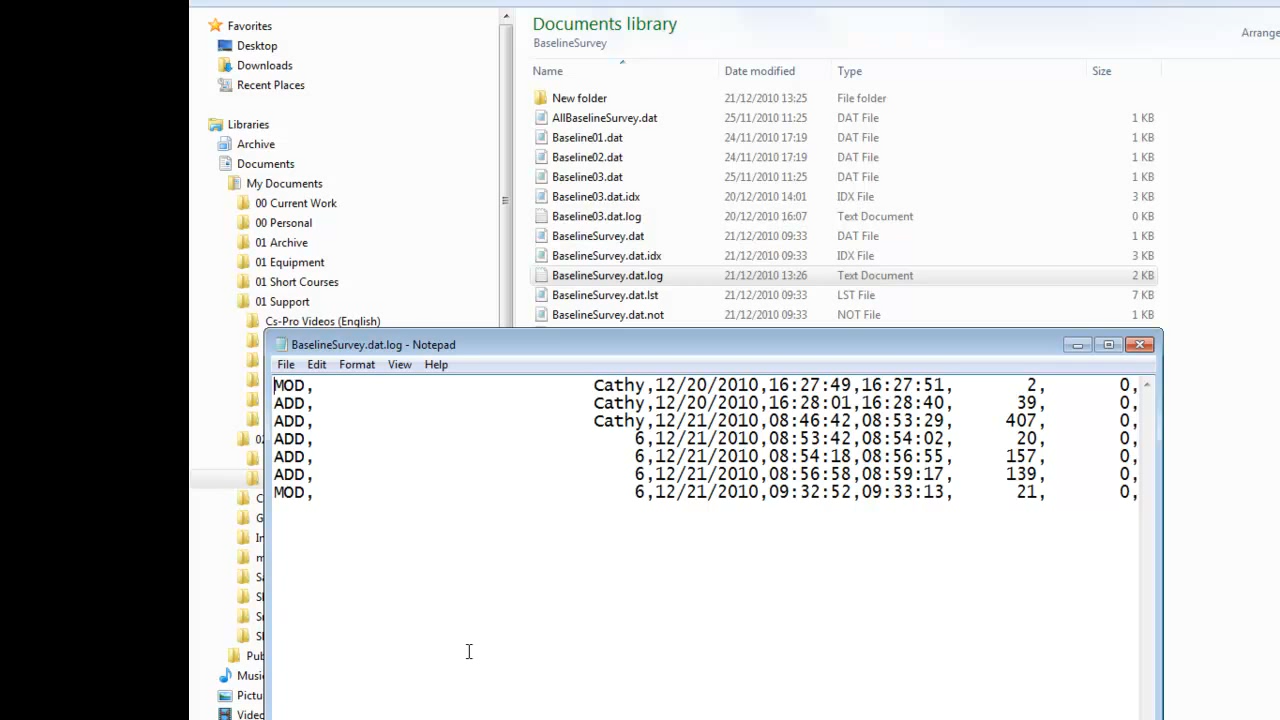 Favorites
Desktop
Downloads
Recent Places
Libraries
Archive
Documents
My Documents
00 Current Work
00 Personal
01 Archive
01 Equipment
01 Short Courses
01 Support
Cs-Pro Videos (English)
Documents library
BaselineSurvey
Arrange
Name Date modified Type Size
New folder 21/12/2010 13:25 File folder
AllBaselineSurvey.dat 25/11/2010 11:25 DAT File 1 KB
Baseline01.dat 24/11/2010 17:19 DAT File 1 KB
Baseline02.dat 24/11/2010 17:19 DAT File 1 KB
Baseline03.dat 25/11/2010 11:25 DAT File 1 KB
Baseline03.dat.idx 20/12/2010 14:01 IDX File 3 KB
Baseline03.dat.log 20/12/2010 16:07 Text Document 0 KB
BaselineSurvey.dat 21/12/2010 09:33 DAT File 1 KB
BaselineSurvey.dat.idx 21/12/2010 09:33 IDX File 3 KB
BaselineSurvey.dat.log 21/12/2010 13:26 Text Document 2 KB
BaselineSurvey.dat.lst 21/12/2010 09:33 LST File 7 KB
BaselineSurvey.dat.not 21/12/2010 09:33 NOT File 1 KB
BaselineSurvey.dat.log - Notepad
File Edit Format View Help
MOD, Cathy,12/20/2010,16:27:49,16:27:51, 2, 0,
ADD, Cathy,12/20/2010,16:28:01,16:28:40, 39, 0,
ADD, Cathy,12/21/2010,08:46:42,08:53:29, 407, 0,
ADD, 6,12/21/2010,08:53:42,08:54:02, 20, 0,
ADD, 6,12/21/2010,08:54:18,08:56:55, 157, 0,
ADD, 6,12/21/2010,08:56:58,08:59:17, 139, 0,
MOD, 6,12/21/2010,09:32:52,09:33:13, 21, 0,
02
C
G
In
m
Sa
Sh
Sr
Sl
Pub
Music
Pictu
Video